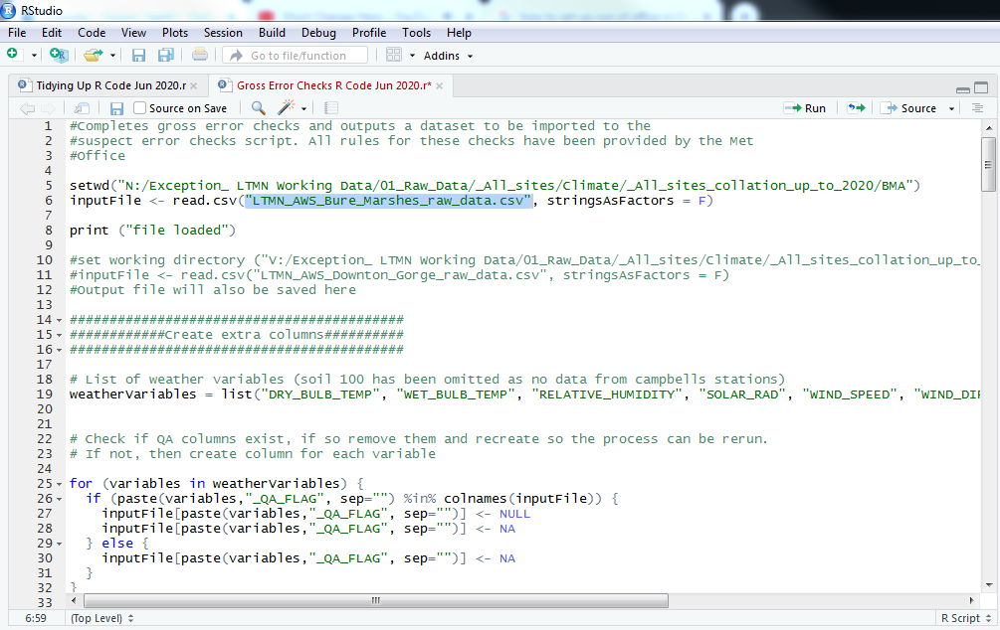 RStudio
File Edit Code View Plots Session Build Debug Profile Tools Help
Go to file/function Addins
Tidying Up R Code Jun 2020.r × Gross Error Checks R Code Jun 2020.r* ×
Source on Save Run Source
1 #Completes gross error checks and outputs a dataset to be imported to the
2 #suspect error checks script. All rules for these checks have been provided by the Met
3 #Office
4
5 setwd("N:/Exception_ LTMN Working Data/01_Raw_Data/_All_sites/Climate/_All_sites_collation_up_to_2020/BMA")
6 inputFile <- read.csv("LTMN_AWS_Bure_Marshes_raw_data.csv", stringsAsFactors = F)
7
8 print ("file loaded")
9
10 #set working directory ("V:/Exception_ LTMN Working Data/01_Raw_Data/_All_sites/Climate/_All_sites_collation_up_to_
11 #inputFile <- read.csv("LTMN_AWS_Downton_Gorge_raw_data.csv", stringsAsFactors = F)
12 #Output file will also be saved here
13
14 ##########################################
15 ############Create extra columns##########
16 ##########################################
17
18 # List of weather variables (soil 100 has been omitted as no data from campbells stations)
19 weatherVariables = list("DRY_BULB_TEMP", "WET_BULB_TEMP", "RELATIVE_HUMIDITY", "SOLAR_RAD", "WIND_SPEED", "WIND_DIR
20
21
22 # Check if QA columns exist, if so remove them and recreate so the process can be rerun.
23 # If not, then create column for each variable
24
25 for (variables in weatherVariables) {
26 if (paste(variables,"_QA_FLAG", sep="") %in% colnames(inputFile)) {
27 inputFile[paste(variables,"_QA_FLAG", sep="")] <- NULL
28 inputFile[paste(variables,"_QA_FLAG", sep="")] <- NA
29 } else {
30 inputFile[paste(variables,"_QA_FLAG", sep="")] <- NA
31 }
32 }
33
6:59 (Top Level) R Script